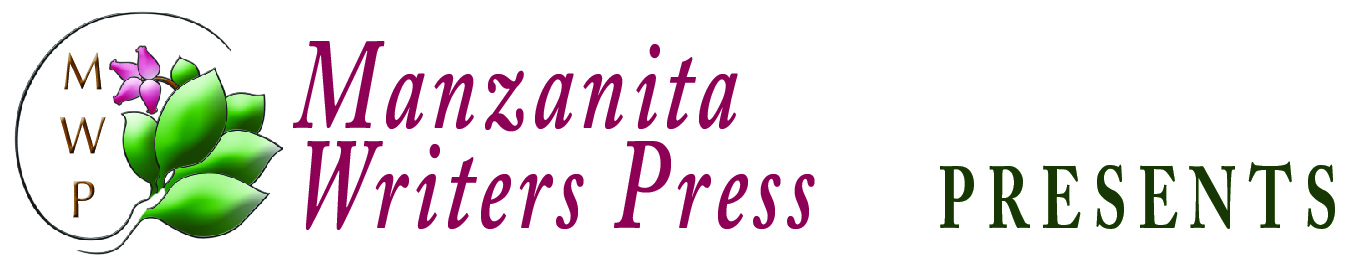 M
W
P
Manzanita
Writers Press
PRESENTS